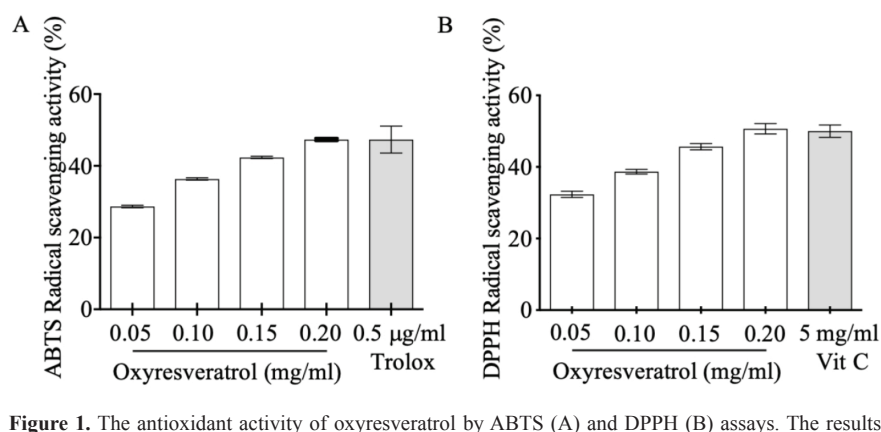 A
ABTS Radical scavenging activity (%)
60
40
20
0
0.05 0.10 0.15 0.20 0.5 μg/ml
Oxyresveratrol (mg/ml) Trolox
B
DPPH Radical scavenging activity (%)
60
40
20
0
0.05 0.10 0.15 0.20 5 mg/ml
Oxyresveratrol (mg/ml) Vit C
Figure 1. The antioxidant activity of oxyresveratrol by ABTS (A) and DPPH (B) assays. The results